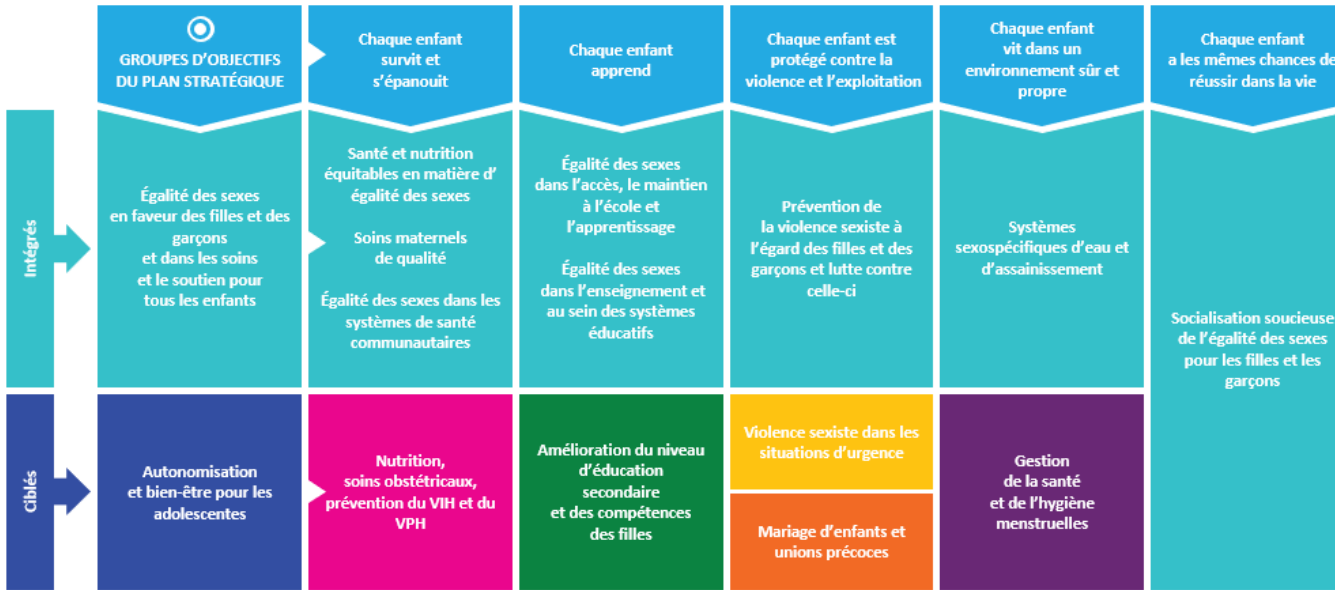 GROUPES D'OBJECTIFS
DU PLAN STRATÉGIQUE
Chaque enfant
survit et
s'épanouit
Chaque enfant
apprend
Chaque enfant est
protégé contre la
violence et l'exploitation
Chaque enfant
vit dans un
environnement sûr et
propre
Chaque enfant
a les mêmes chances de
réussir dans la vie
Intégrés
Égalité des sexes
en faveur des filles et des
garçons
et dans les soins
et le soutien pour
tous les enfants
Santé et nutrition
équitables en matière d'
égalité des sexes
Soins maternels
de qualité
Égalité des sexes dans les
systèmes de santé
communautaires
Égalité des sexes
dans l'accès, le maintien
à l'école et
l'apprentissage
Égalité des sexes
dans l'enseignement et
au sein des systèmes
éducatifs
Prévention de
la violence sexiste à
l'égard des filles et des
garçons et lutte contre
celle-ci
Systèmes
sexospécifiques d'eau et
d'assainissement
Socialisation soucieuse
de l'égalité des sexes
pour les filles et les
garçons
Ciblés
Autonomisation
et bien-être pour les
adolescentes
Nutrition,
soins obstétricaux,
prévention du VIH et du
VPH
Amélioration du niveau
d'éducation
secondaire
et des compétences
des filles
Violence sexiste dans les
situations d'urgence
Mariage d'enfants et
unions précoces
Gestion
de la santé
et de l'hygiène
menstruelles